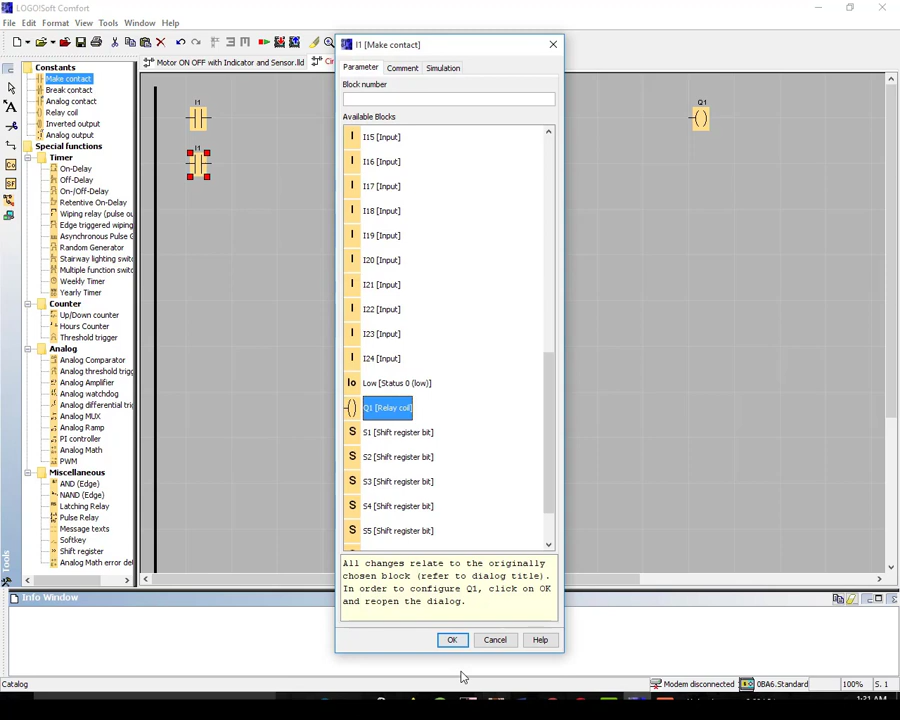 LOGO!Soft Comfort
File Edit Format View Tools Window Help
Motor ON OFF with Indicator and Sensor.lld
Constants
Make contact
Break contact
Analog contact
Relay coil
Inverted output
Analog output
Special functions
Timer
On-Delay
Off-Delay
On-/Off-Delay
Retentive On-Delay
Wiping relay (pulse ou
Edge triggered wiping
Asynchronous Pulse G
Random Generator
Stairway lighting switc
Multiple function switc
Weekly Timer
Yearly Timer
Counter
Up/Down counter
Hours Counter
Threshold trigger
Analog
Analog Comparator
Analog threshold trigg
Analog Amplifier
Analog watchdog
Analog differential trig
Analog MUX
Analog Ramp
PI controller
Analog Math
PWM
Miscellaneous
AND (Edge)
NAND (Edge)
Latching Relay
Pulse Relay
Message texts
Softkey
Shift register
Analog Math error det
Co
SF
Tools
I1
I1
Q1
I1 [Make contact]
Parameter Comment Simulation
Block number
Available Blocks
I I15 [Input]
I I16 [Input]
I I17 [Input]
I I18 [Input]
I I19 [Input]
I I20 [Input]
I I21 [Input]
I I22 [Input]
I I23 [Input]
I I24 [Input]
lo Low [Status 0 (low)]
Q1 [Relay coil]
S S1 [Shift register bit]
S S2 [Shift register bit]
S S3 [Shift register bit]
S S4 [Shift register bit]
S S5 [Shift register bit]
All changes relate to the originally
chosen block (refer to dialog title).
In order to configure Q1, click on OK
and reopen the dialog.
OK Cancel Help
Info Window
Catalog
Modem disconnected 0BA6.Standard 100% S. 1
1:31 AM